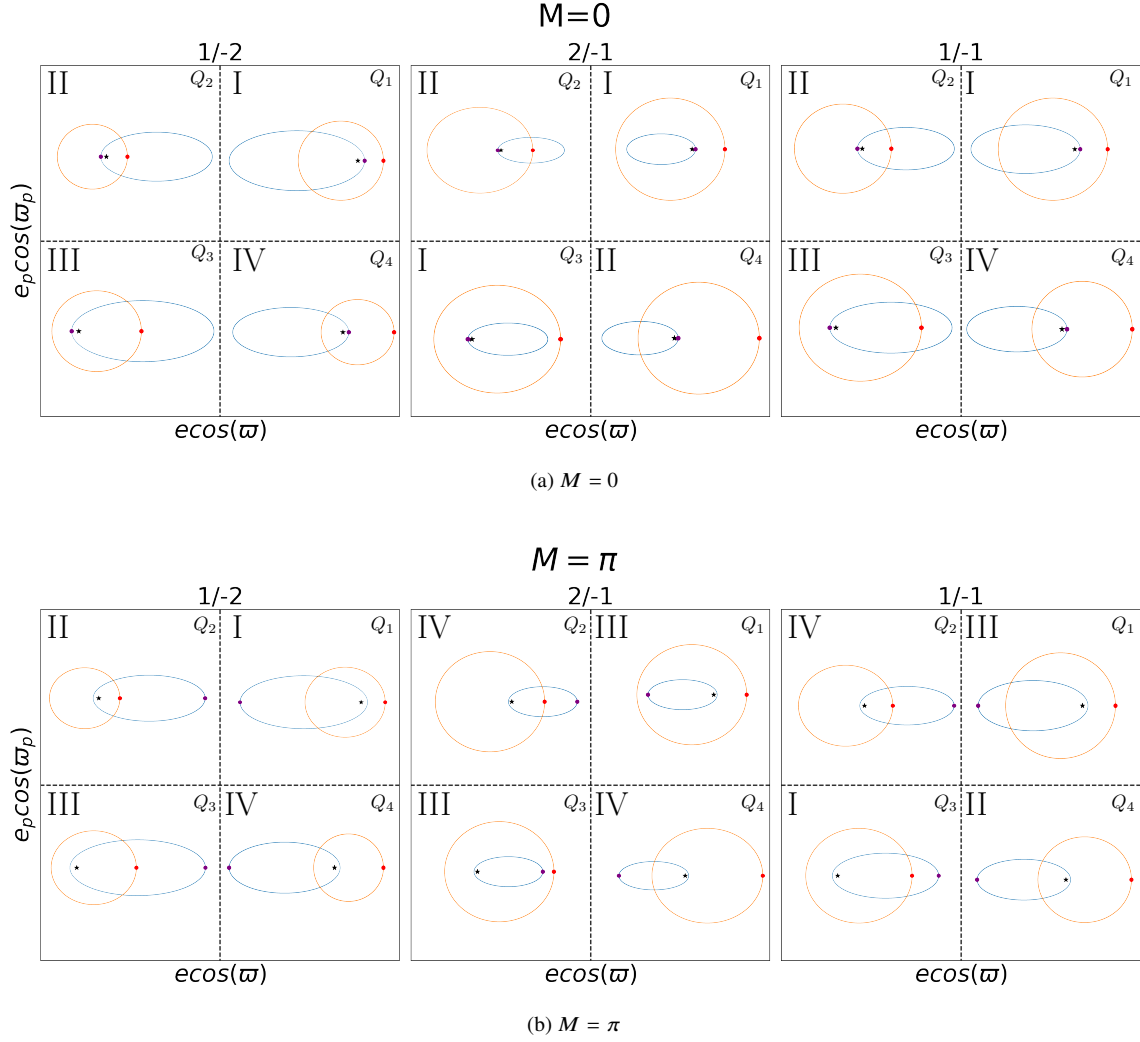 M=0
1/-2 2/-1 1/-1
II Q₂ I Q₁ II Q₂ I Q₁ II Q₂ I Q₁
III Q₃ IV Q₄ I Q₃ II Q₄ III Q₃ IV Q₄
eₚcos(ϖₚ)
ecos(ϖ) ecos(ϖ) ecos(ϖ)
(a) M = 0
M = π
1/-2 2/-1 1/-1
II Q₂ I Q₁ IV Q₂ III Q₁ IV Q₂ III Q₁
III Q₃ IV Q₄ III Q₃ IV Q₄ I Q₃ II Q₄
eₚcos(ϖₚ)
ecos(ϖ) ecos(ϖ) ecos(ϖ)
(b) M = π